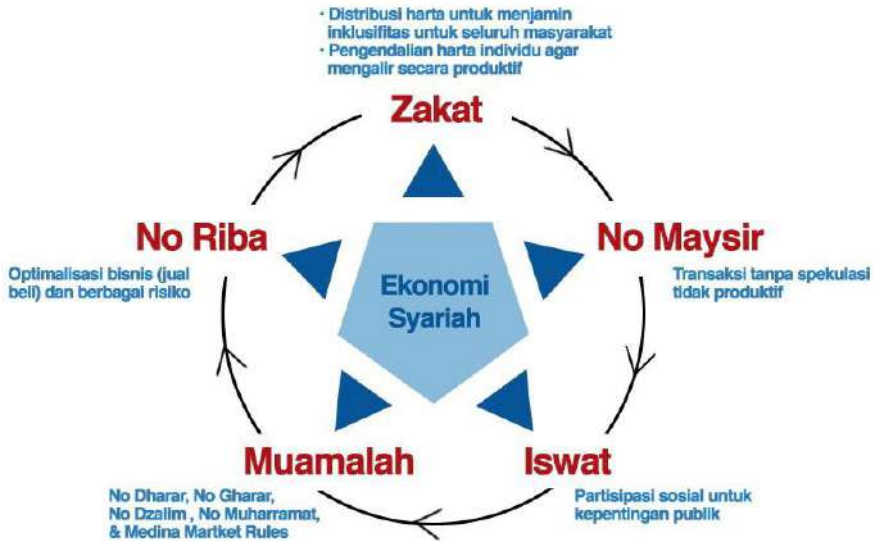 · Distribusi harta untuk menjamin
inklusifitas untuk seluruh masyarakat
· Pengendalian harta individu agar
mengalir secara produktif
Zakat
No Riba
Optimalisasi bisnis (jual
beli) dan berbagai risiko
No Maysir
Transaksi tanpa spekulasi
tidak produktif
Ekonomi
Syariah
Muamalah
No Dharar, No Gharar,
No Dzalim , No Muharramat,
& Medina Martket Rules
Iswat
Partisipasi sosial untuk
kepentingan publik